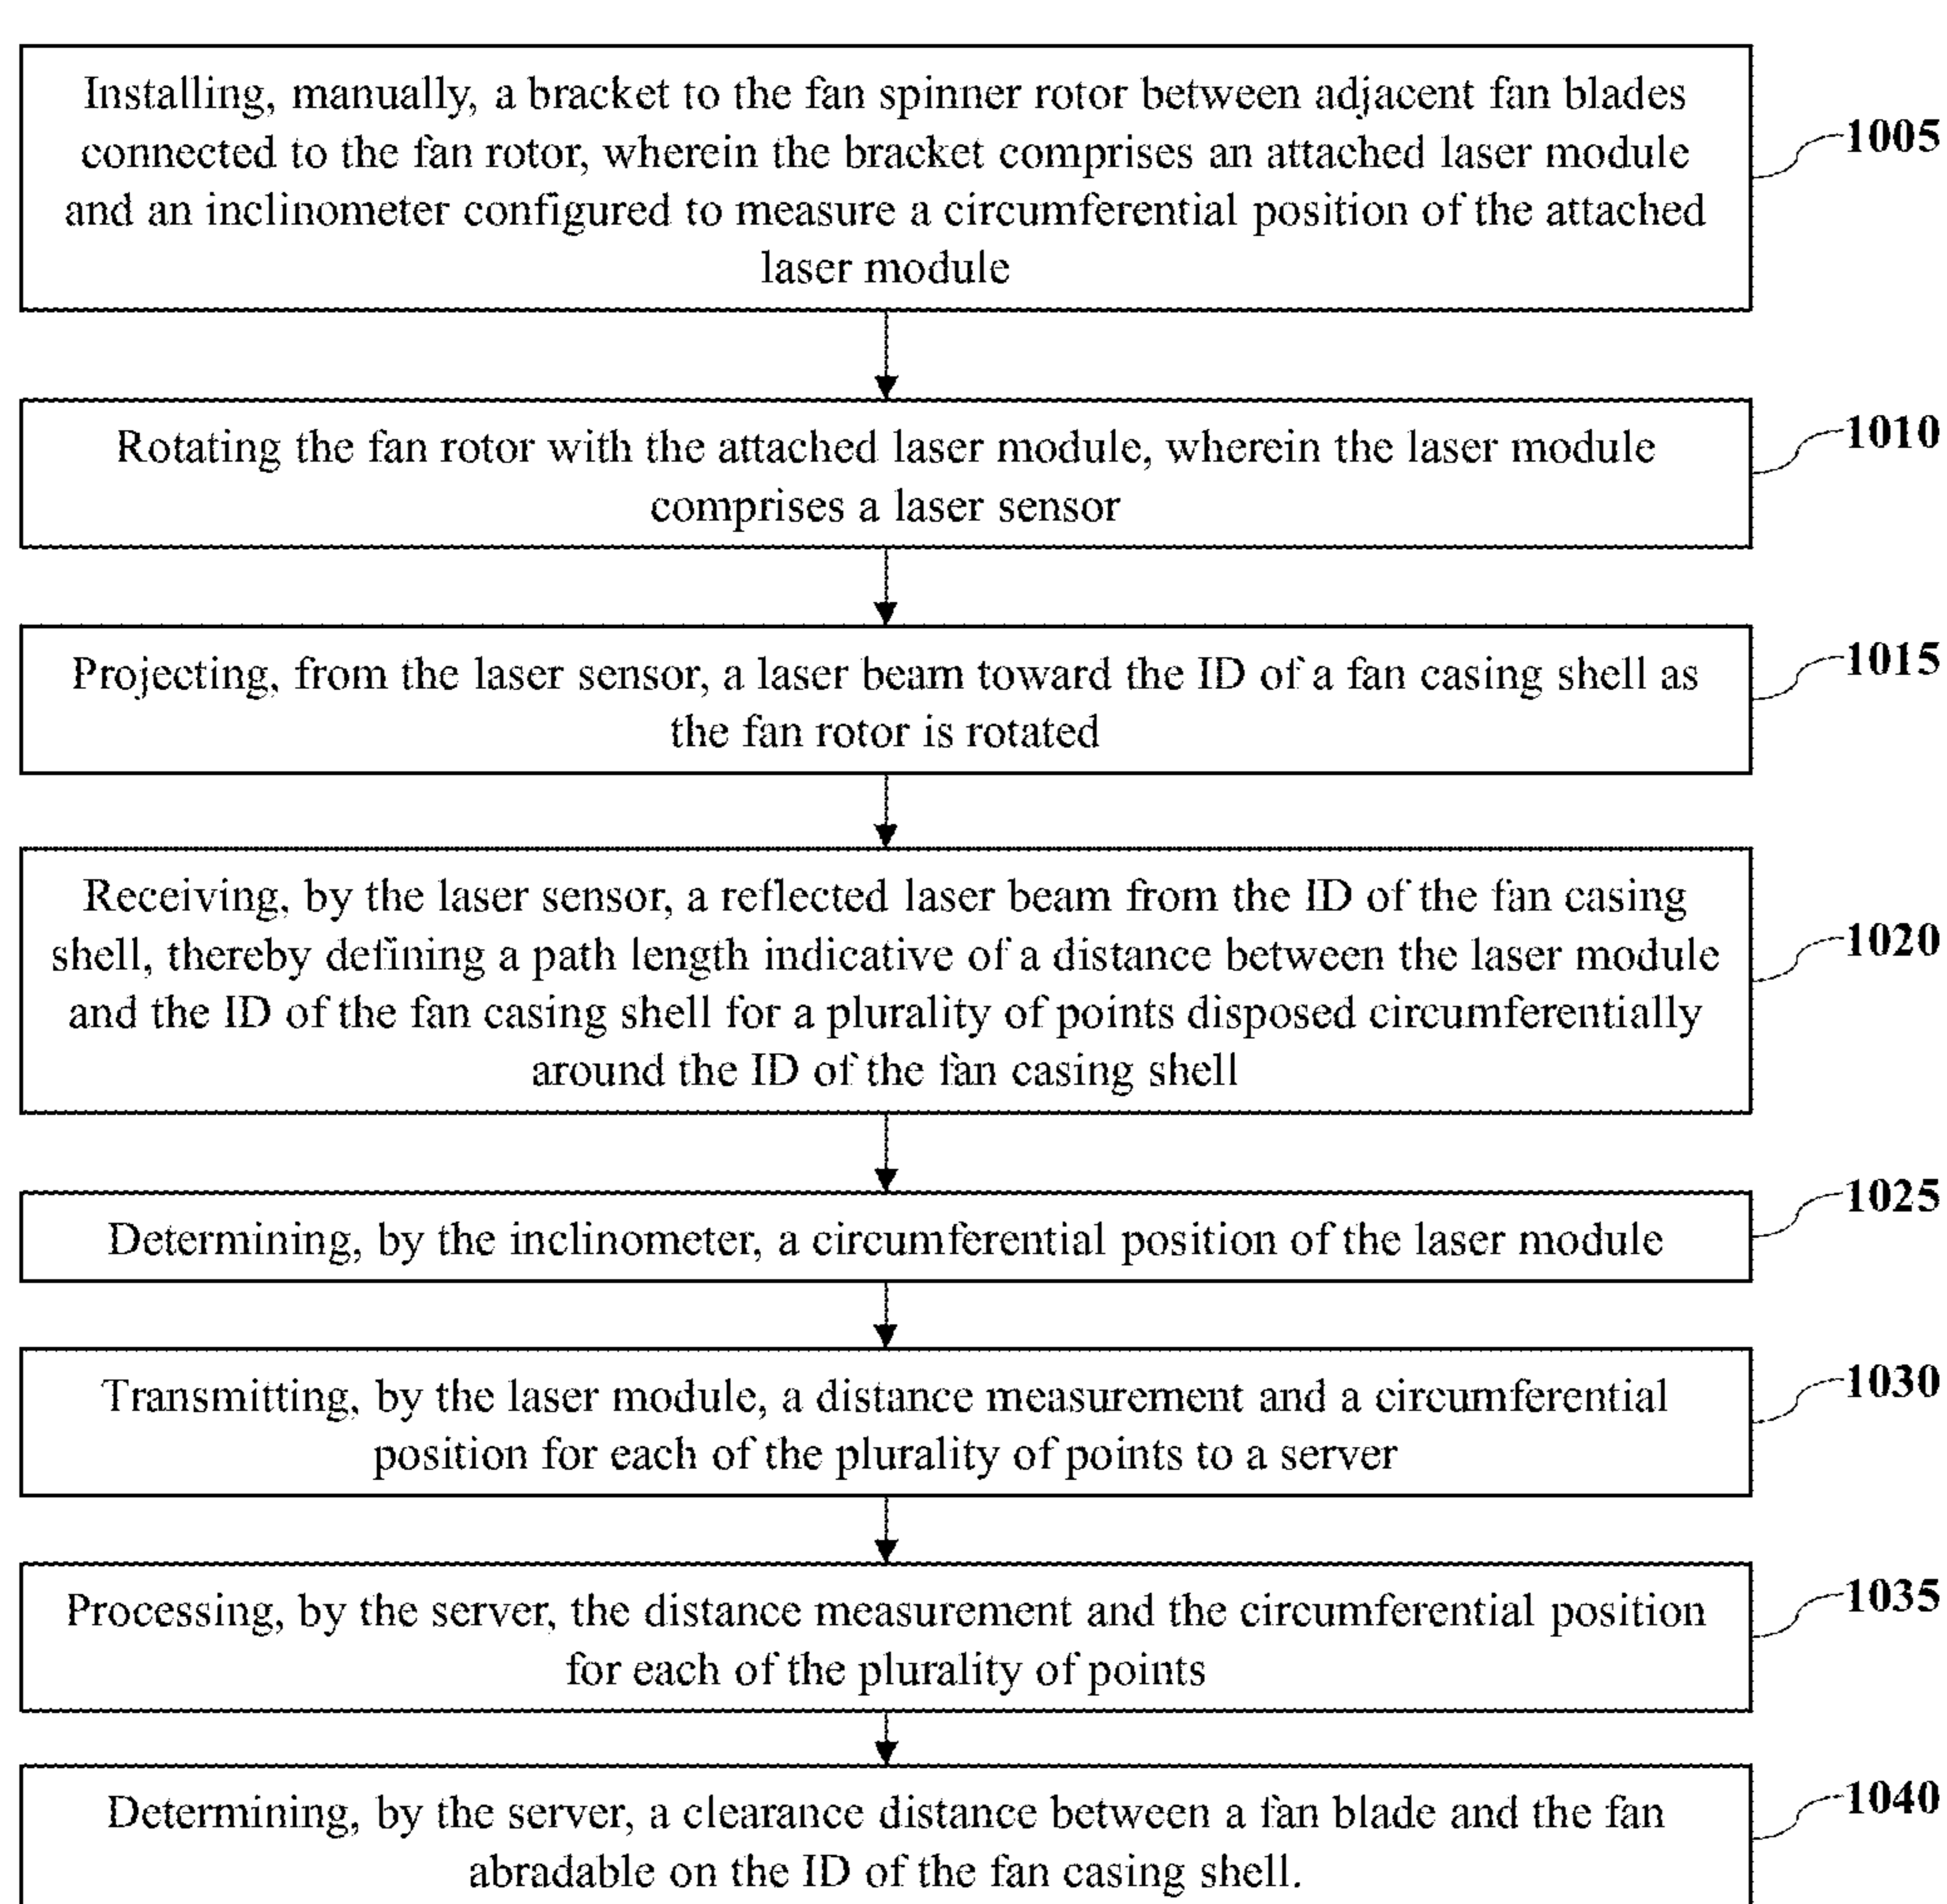 Installing, manually, a bracket to the fan spinner rotor between adjacent fan blades
connected to the fan rotor, wherein the bracket comprises an attached laser module
and an inclinometer configured to measure a circumferential position of the attached
laser module
1005
Rotating the fan rotor with the attached laser module, wherein the laser module
comprises a laser sensor
1010
Projecting, from the laser sensor, a laser beam toward the ID of a fan casing shell as
the fan rotor is rotated
1015
Receiving, by the laser sensor, a reflected laser beam from the ID of the fan casing
shell, thereby defining a path length indicative of a distance between the laser module
and the ID of the fan casing shell for a plurality of points disposed circumferentially
around the ID of the fan casing shell
1020
Determining, by the inclinometer, a circumferential position of the laser module
1025
Transmitting, by the laser module, a distance measurement and a circumferential
position for each of the plurality of points to a server
1030
Processing, by the server, the distance measurement and the circumferential position
for each of the plurality of points
1035
Determining, by the server, a clearance distance between a fan blade and the fan
abradable on the ID of the fan casing shell.
1040